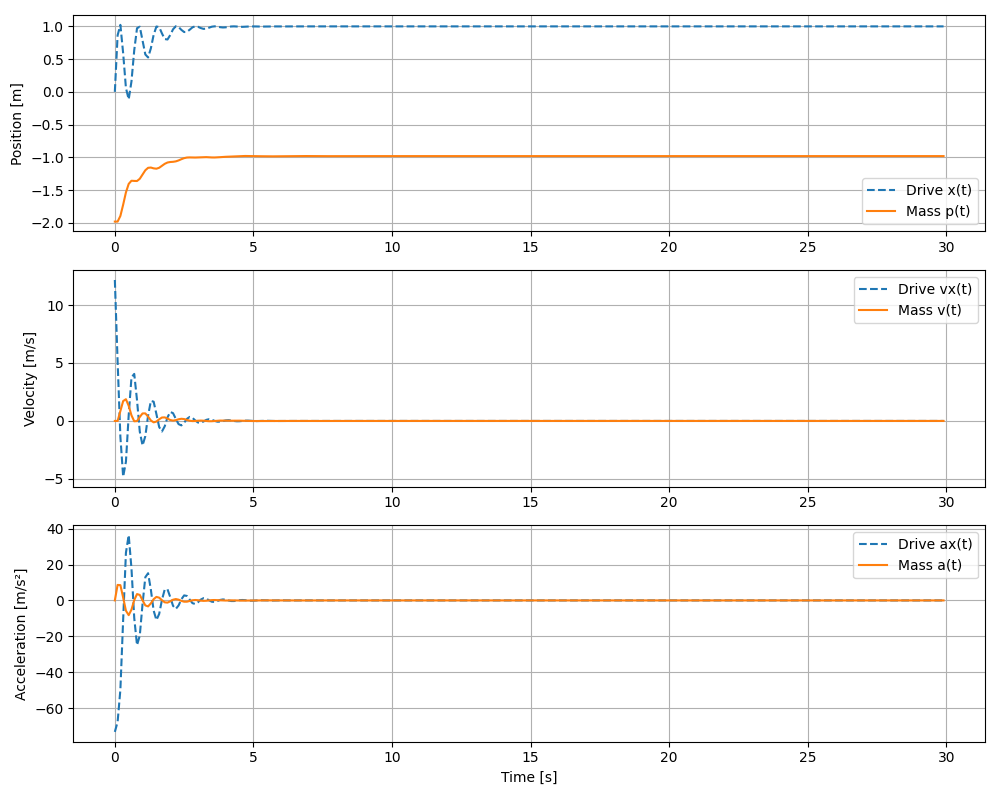 1.0
0.5
0.0
−0.5
−1.0
−1.5
−2.0
Position [m]
Drive x(t)
Mass p(t)
0 5 10 15 20 25 30
10
5
0
−5
Velocity [m/s]
Drive vx(t)
Mass v(t)
0 5 10 15 20 25 30
40
20
0
−20
−40
−60
Acceleration [m/s²]
Drive ax(t)
Mass a(t)
0 5 10 15 20 25 30
Time [s]